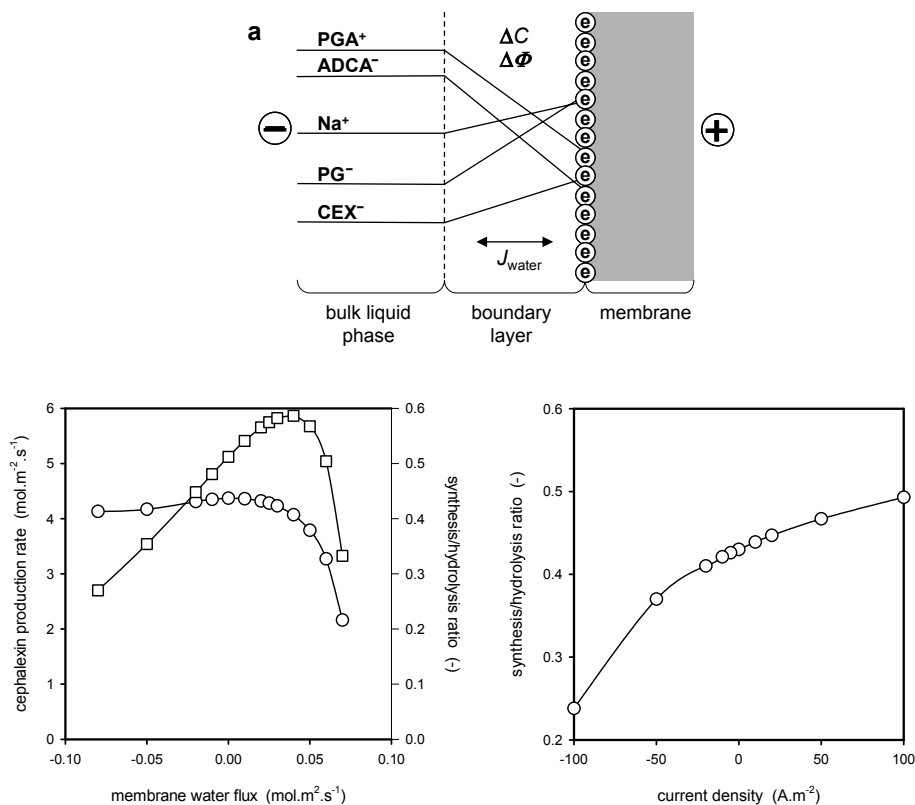 a
PGA⁺
ADCA⁻
Na⁺
PG⁻
CEX⁻
ΔC
ΔΦ
−
+
e
e
e
e
e
e
e
e
e
e
e
e
e
e
J water
bulk liquid
phase
boundary
layer
membrane
cephalexin production rate (mol.m⁻².s⁻¹)
6
5
4
3
2
1
0
-0.10
-0.05
0.00
0.05
0.10
membrane water flux (mol.m².s⁻¹)
0.6
0.5
0.4
0.3
0.2
0.1
0.0
synthesis/hydrolysis ratio
(-)
synthesis/hydrolysis ratio (-)
0.6
0.5
0.4
0.3
0.2
-100
-50
0
50
100
current density (A.m⁻²)